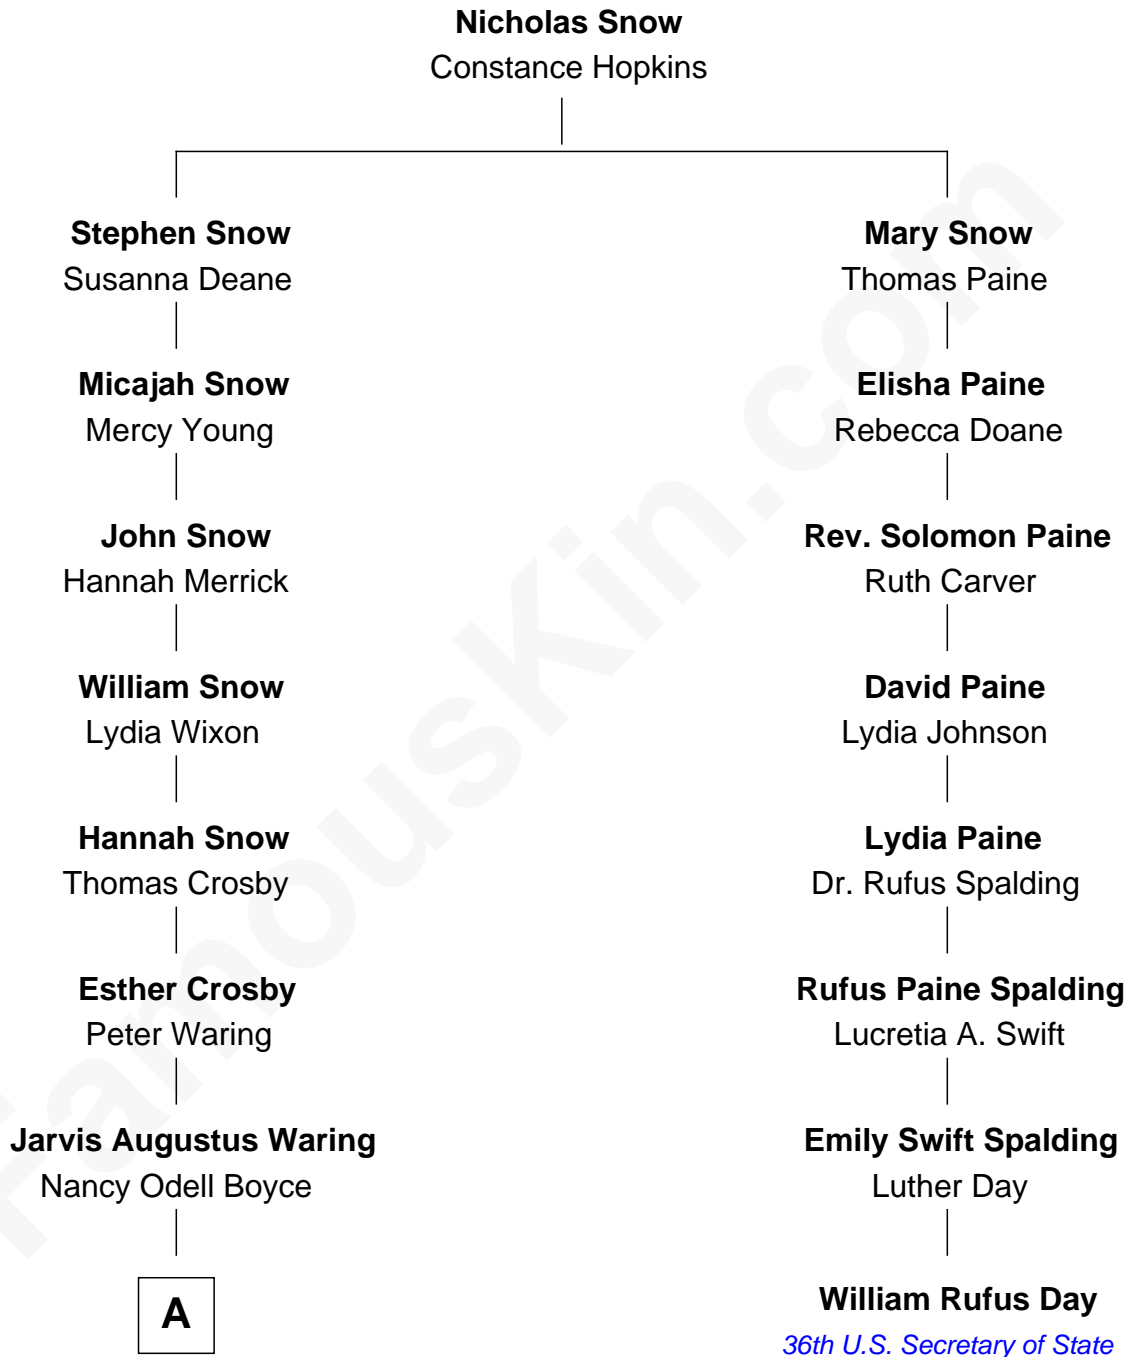 Nicholas Snow
Constance Hopkins
Stephen Snow
Susanna Deane
Mary Snow
Thomas Paine
Micajah Snow
Mercy Young
Elisha Paine
Rebecca Doane
John Snow
Hannah Merrick
Rev. Solomon Paine
Ruth Carver
William Snow
Lydia Wixon
David Paine
Lydia Johnson
Hannah Snow
Thomas Crosby
Lydia Paine
Dr. Rufus Spalding
Esther Crosby
Peter Waring
Rufus Paine Spalding
Lucretia A. Swift
Jarvis Augustus Waring
Nancy Odell Boyce
Emily Swift Spalding
Luther Day
A
William Rufus Day
36th U.S. Secretary of State
FamousKin.com